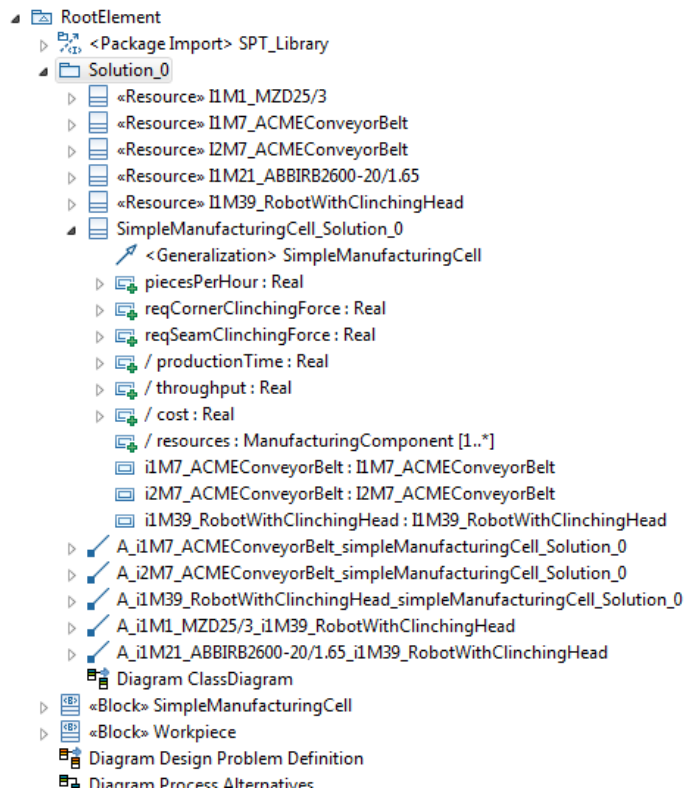 RootElement
<Package Import> SPT_Library
Solution_0
«Resource» I1M1_MZD25/3
«Resource» I1M7_ACMEConveyorBelt
«Resource» I2M7_ACMEConveyorBelt
«Resource» I1M21_ABBIRB2600-20/1.65
«Resource» I1M39_RobotWithClinchingHead
SimpleManufacturingCell_Solution_0
<Generalization> SimpleManufacturingCell
piecesPerHour : Real
reqCornerClinchingForce : Real
reqSeamClinchingForce : Real
/ productionTime : Real
/ throughput : Real
/ cost : Real
/ resources : ManufacturingComponent [1..*]
i1M7_ACMEConveyorBelt : I1M7_ACMEConveyorBelt
i2M7_ACMEConveyorBelt : I2M7_ACMEConveyorBelt
i1M39_RobotWithClinchingHead : I1M39_RobotWithClinchingHead
A_i1M7_ACMEConveyorBelt_simpleManufacturingCell_Solution_0
A_i2M7_ACMEConveyorBelt_simpleManufacturingCell_Solution_0
A_i1M39_RobotWithClinchingHead_simpleManufacturingCell_Solution_0
A_i1M1_MZD25/3_i1M39_RobotWithClinchingHead
A_i1M21_ABBIRB2600-20/1.65_i1M39_RobotWithClinchingHead
Diagram ClassDiagram
«Block» SimpleManufacturingCell
«Block» Workpiece
Diagram Design Problem Definition
Diagram Process Alternatives